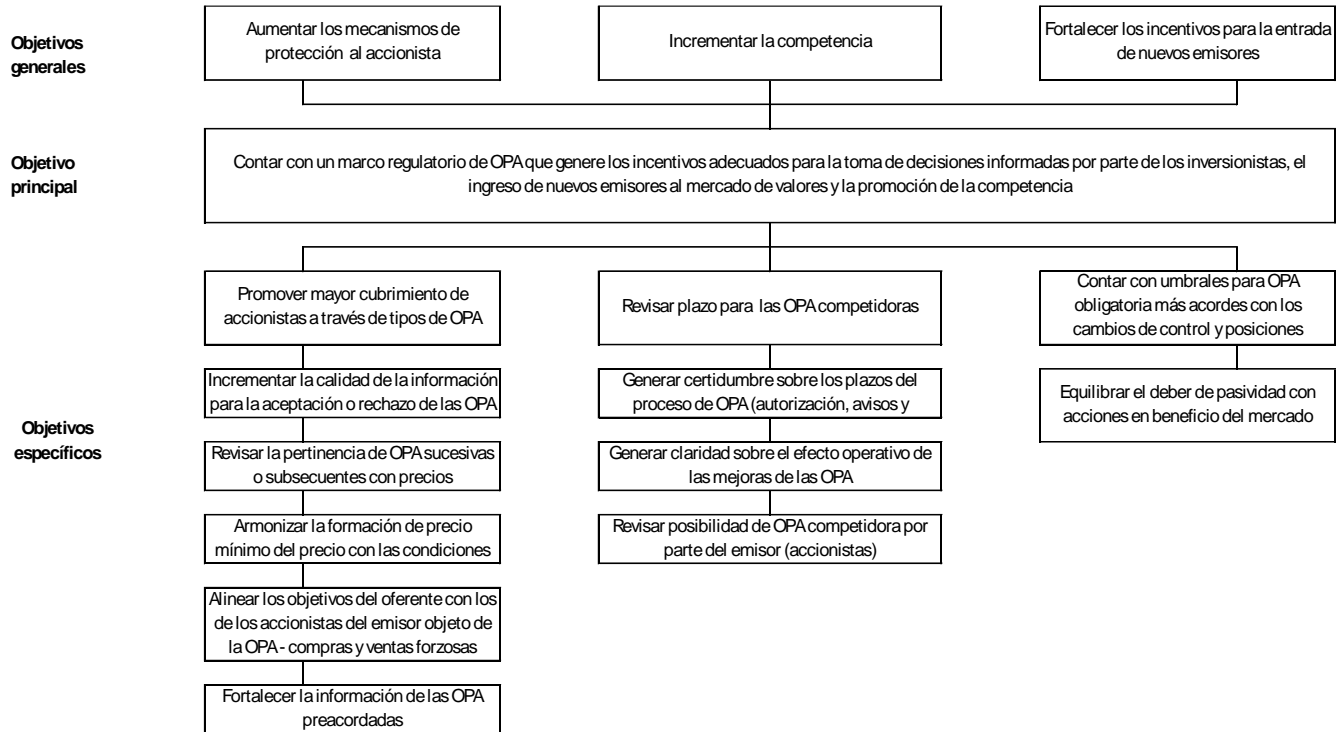 Objetivos
generales
Aumentar los mecanismos de
protección al accionista
Incrementar la competencia
Fortalecer los incentivos para la entrada
de nuevos emisores
Objetivo
principal
Contar con un marco regulatorio de OPA que genere los incentivos adecuados para la toma de decisiones informadas por parte de los inversionistas, el
ingreso de nuevos emisores al mercado de valores y la promoción de la competencia
Objetivos
específicos
Promover mayor cubrimiento de
accionistas a través de tipos de OPA
Incrementar la calidad de la información
para la aceptación o rechazo de las OPA
Revisar la pertinencia de OPA sucesivas
o subsecuentes con precios
Armonizar la formación de precio
mínimo del precio con las condiciones
Alinear los objetivos del oferente con los
de los accionistas del emisor objeto de
la OPA - compras y ventas forzosas
Fortalecer la información de las OPA
preacordadas
Revisar plazo para las OPA competidoras
Generar certidumbre sobre los plazos del
proceso de OPA (autorización, avisos y
Generar claridad sobre el efecto operativo de
las mejoras de las OPA
Revisar posibilidad de OPA competidora por
parte del emisor (accionistas)
Contar con umbrales para OPA
obligatoria más acordes con los
cambios de control y posiciones
Equilibrar el deber de pasividad con
acciones en beneficio del mercado